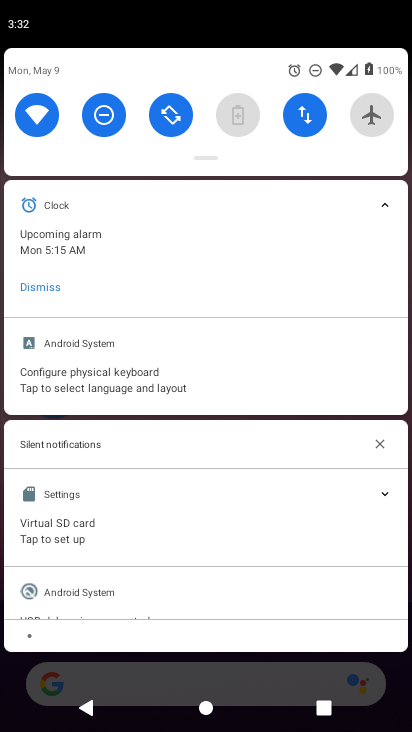 3:32
Mon, May 9
100%
Clock
Upcoming alarm
Mon 5:15 AM
Dismiss
A Android System
Configure physical keyboard
Tap to select language and layout
Silent notifications
Settings
Virtual SD card
Tap to set up
Android System
G